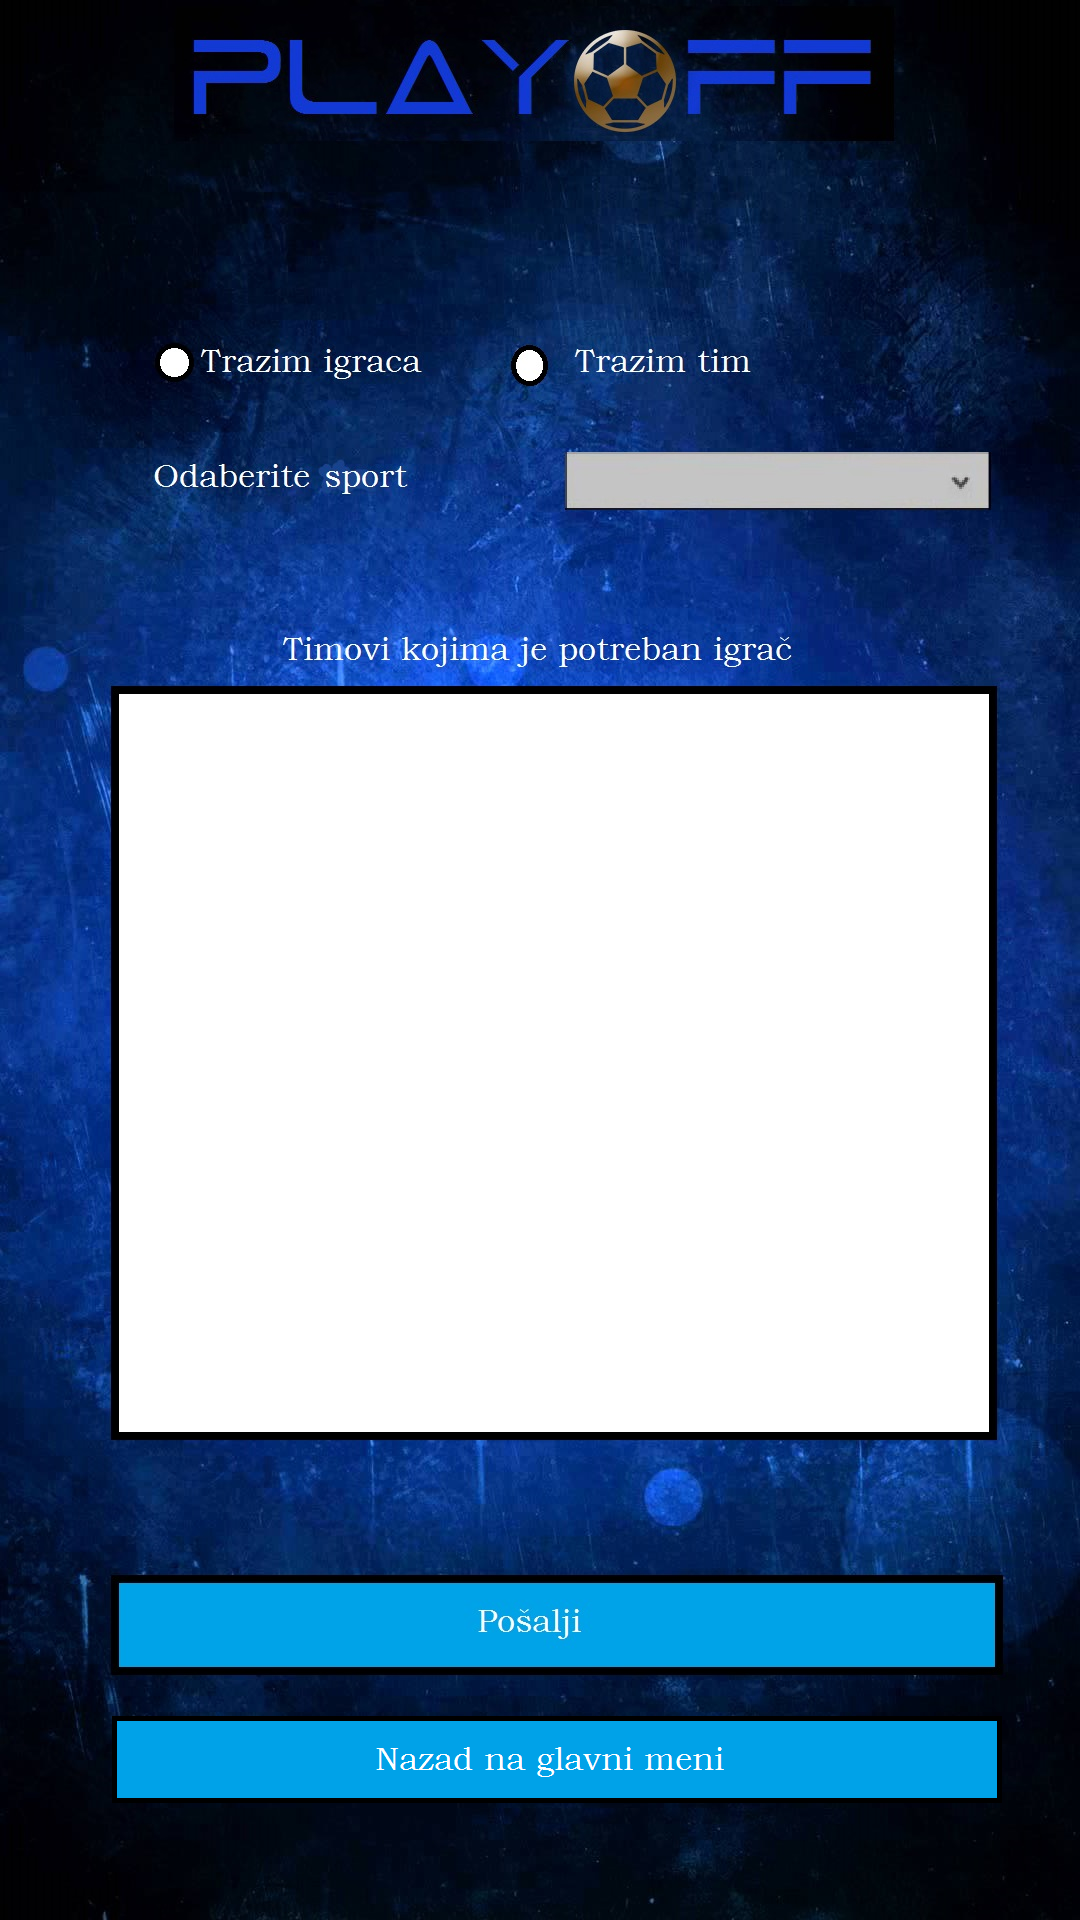 PLAYOFF
Trazim igraca
Trazim tim
Odaberite sport
Timovi kojima je potreban igrač
Pošalji
Nazad na glavni meni